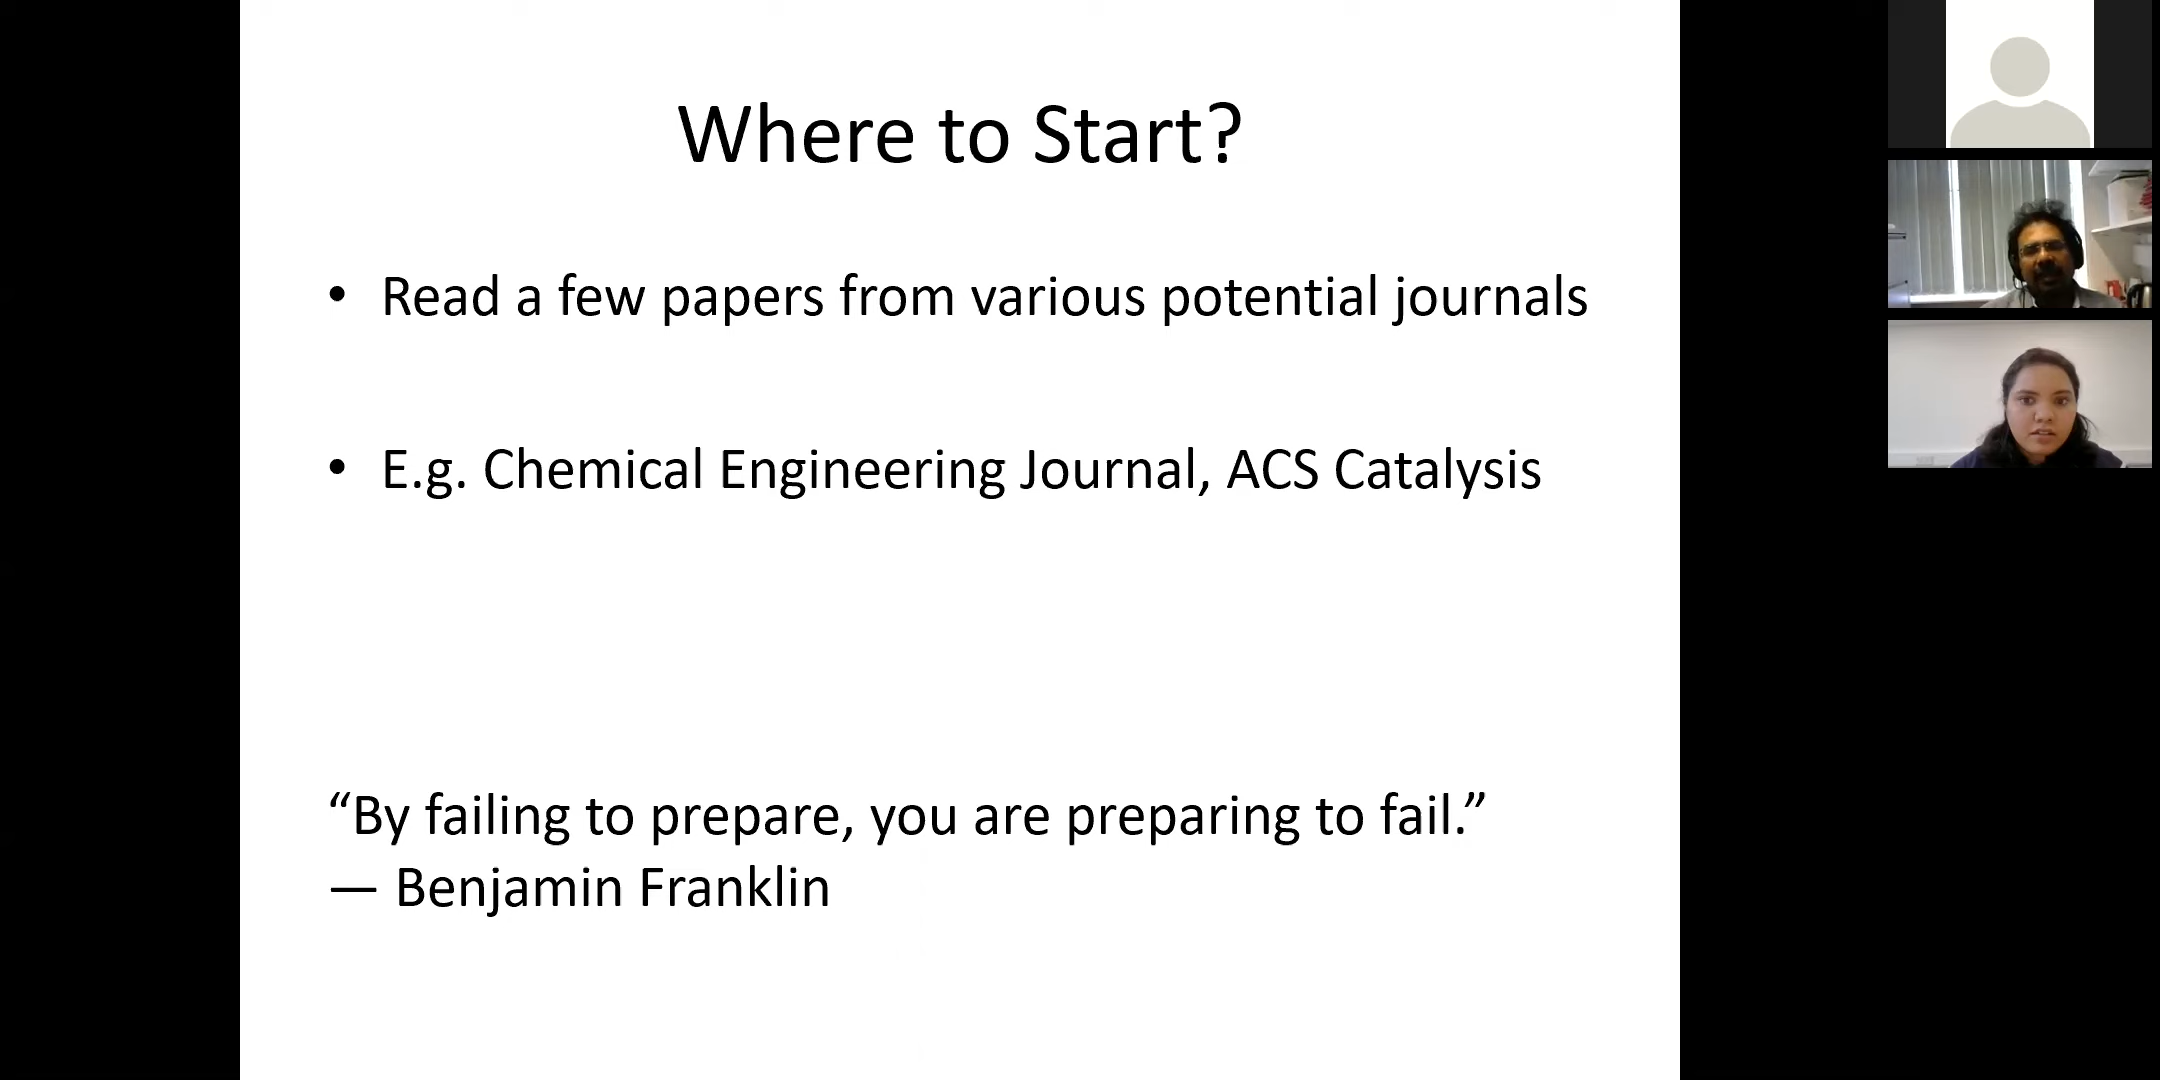 Where to Start?
• Read a few papers from various potential journals
• E.g. Chemical Engineering Journal, ACS Catalysis
“By failing to prepare, you are preparing to fail.”
― Benjamin Franklin